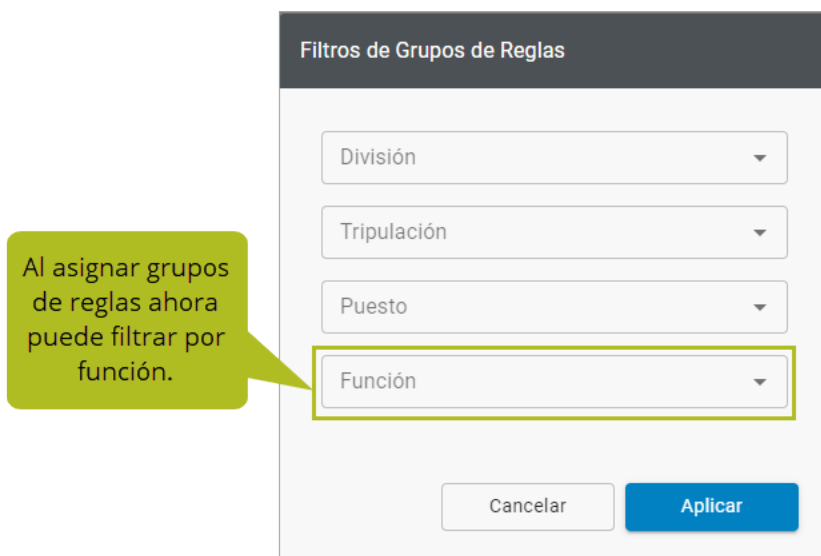 Filtros de Grupos de Reglas
División
Tripulación
Puesto
Función
Al asignar grupos
de reglas ahora
puede filtrar por
función.
Cancelar
Aplicar